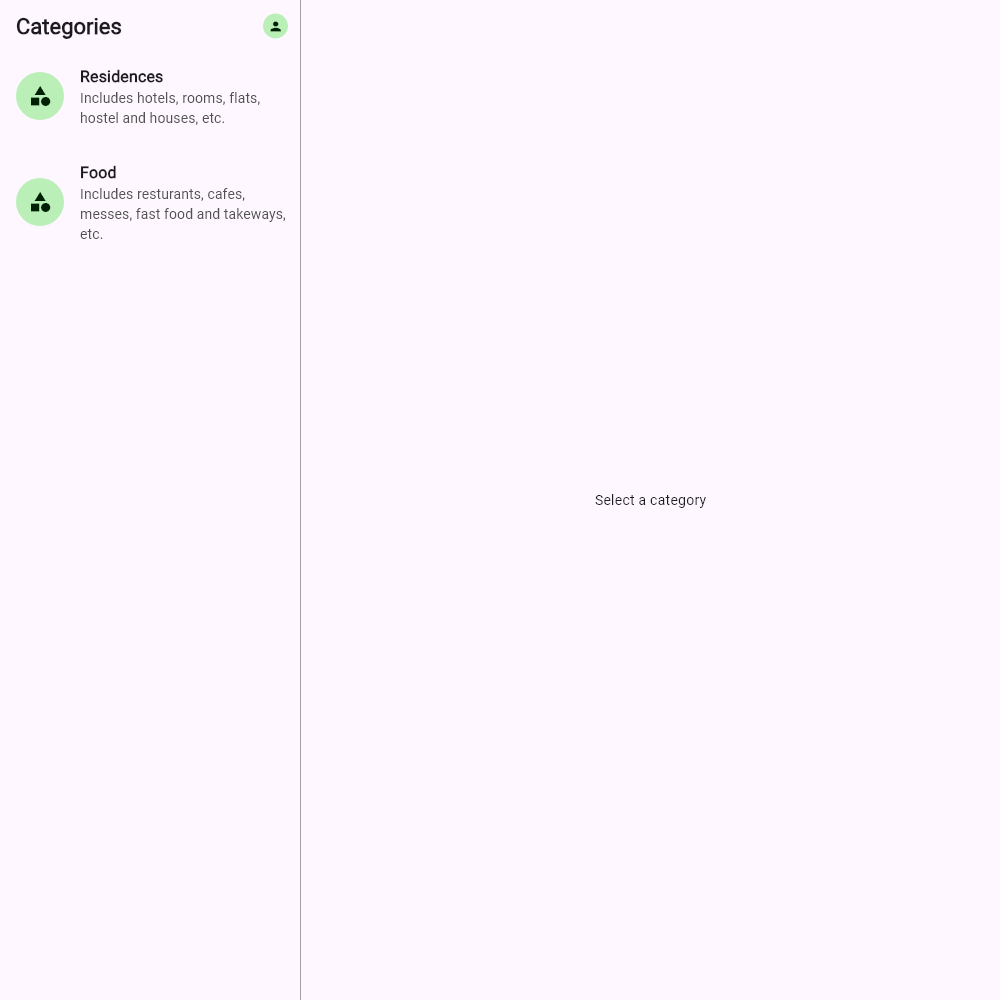 Categories
Residences
Includes hotels, rooms, flats,
hostel and houses, etc.
Food
Includes resturants, cafes,
messes, fast food and takeways,
etc.
Select a category